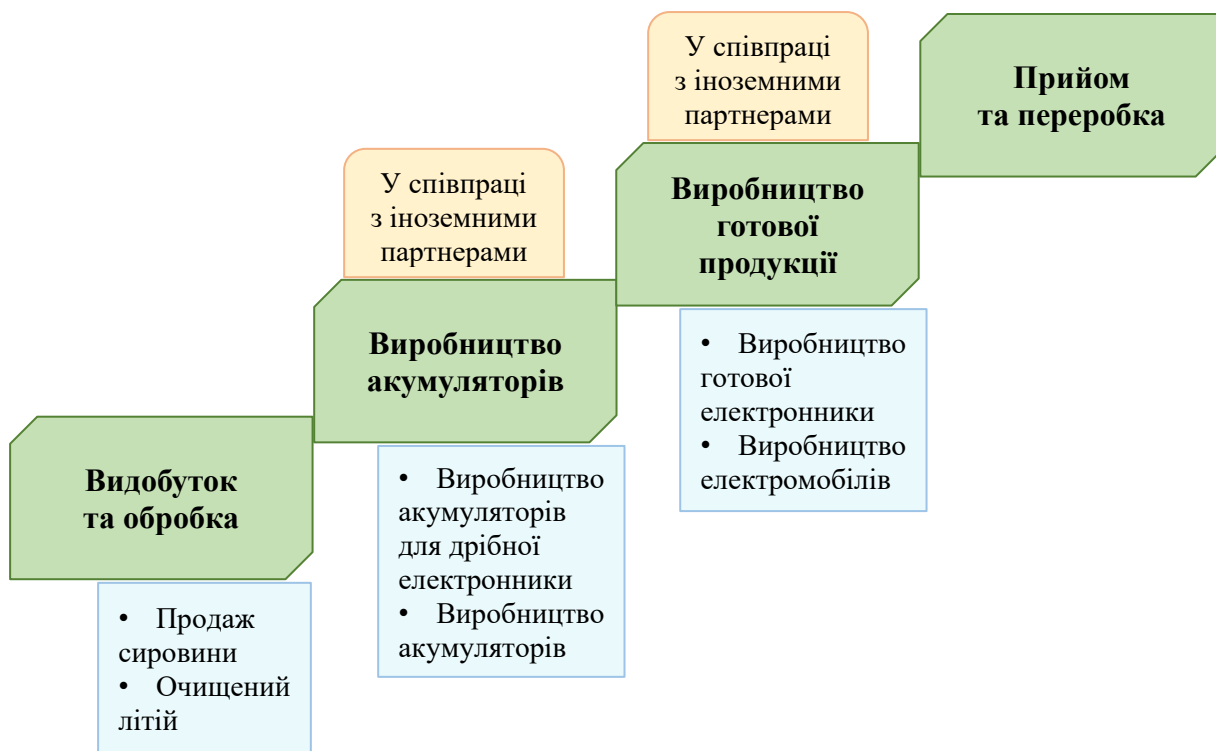 У співпраці
з іноземними
партнерами
Прийом
та переробка
У співпраці
з іноземними
партнерами
Виробництво
готової
продукції
• Виробництво
готової
електронники
• Виробництво
електромобілів
Виробництво
акумуляторів
• Виробництво
акумуляторів
для дрібної
електронники
• Виробництво
акумуляторів
Видобуток
та обробка
• Продаж
сировини
• Очищений
літій